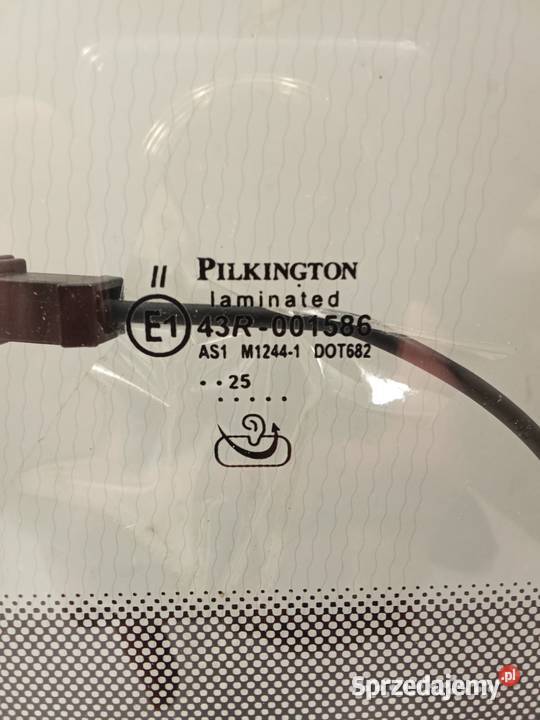 II PILKINGTON
laminated
E1 43R-001586
AS1 M1244-1 DOT682
..25
.....
Sprzedajemy.pl